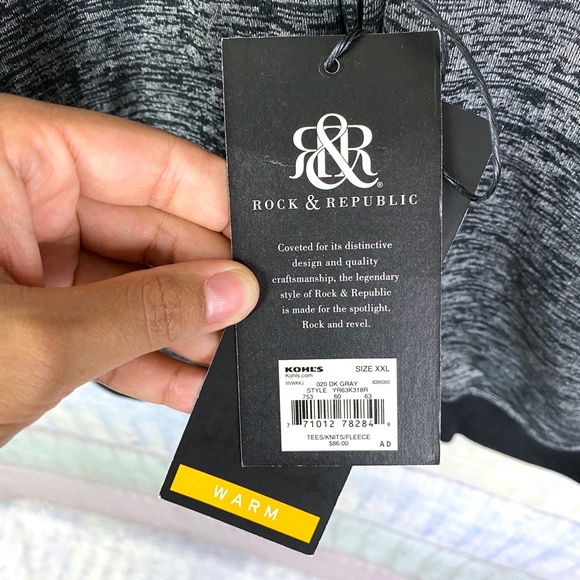 R&R®
ROCK & REPUBLIC
Coveted for its distinctive
design and quality
craftsmanship, the legendary
style of Rock & Republic
is made for the spotlight.
Rock and revel.
KOHL'S SIZE XXL
Kohls.com
020 DK GRAY
STYLE YR63K318R
753 60 63
7 71012 78284 9
TEES/KNITS/FLEECE
$86.00 A D
WARM